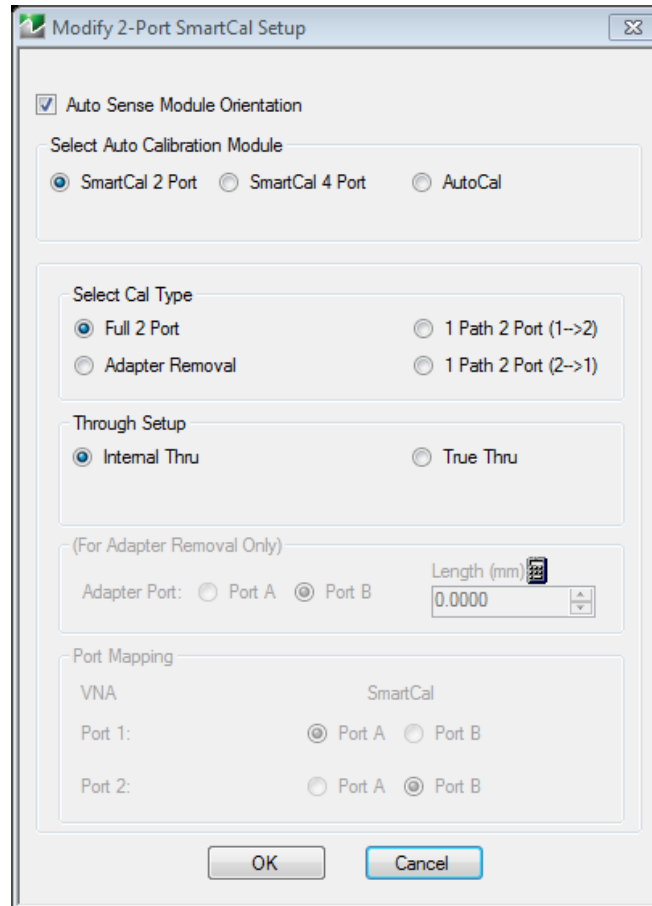 Modify 2-Port SmartCal Setup
Auto Sense Module Orientation
Select Auto Calibration Module
SmartCal 2 Port SmartCal 4 Port AutoCal
Select Cal Type
Full 2 Port 1 Path 2 Port (1-->2)
Adapter Removal 1 Path 2 Port (2-->1)
Through Setup
Internal Thru True Thru
(For Adapter Removal Only)
Length (mm)
Adapter Port: Port A Port B 0.0000
Port Mapping
VNA SmartCal
Port 1: Port A Port B
Port 2: Port A Port B
OK Cancel